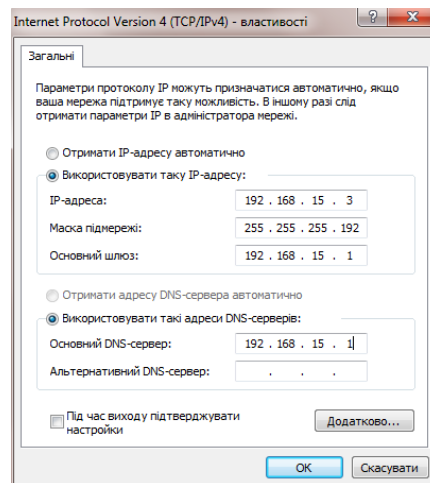 Internet Protocol Version 4 (TCP/IPv4) - властивості
Загальні
Параметри протоколу IP можуть призначатися автоматично, якщо
ваша мережа підтримує таку можливість. В іншому разі слід
отримати параметри IP в адміністратора мережі.
Отримати IP-адресу автоматично
Використовувати таку IP-адресу:
IP-адреса: 192 . 168 . 15 . 3
Маска підмережі: 255 . 255 . 255 . 192
Основний шлюз: 192 . 168 . 15 . 1
Отримати адресу DNS-сервера автоматично
Використовувати такі адреси DNS-серверів:
Основний DNS-сервер: 192 . 168 . 15 . 1
Альтернативний DNS-сервер: . . .
Під час виходу підтверджувати
настройки
Додатково...
ОК Скасувати